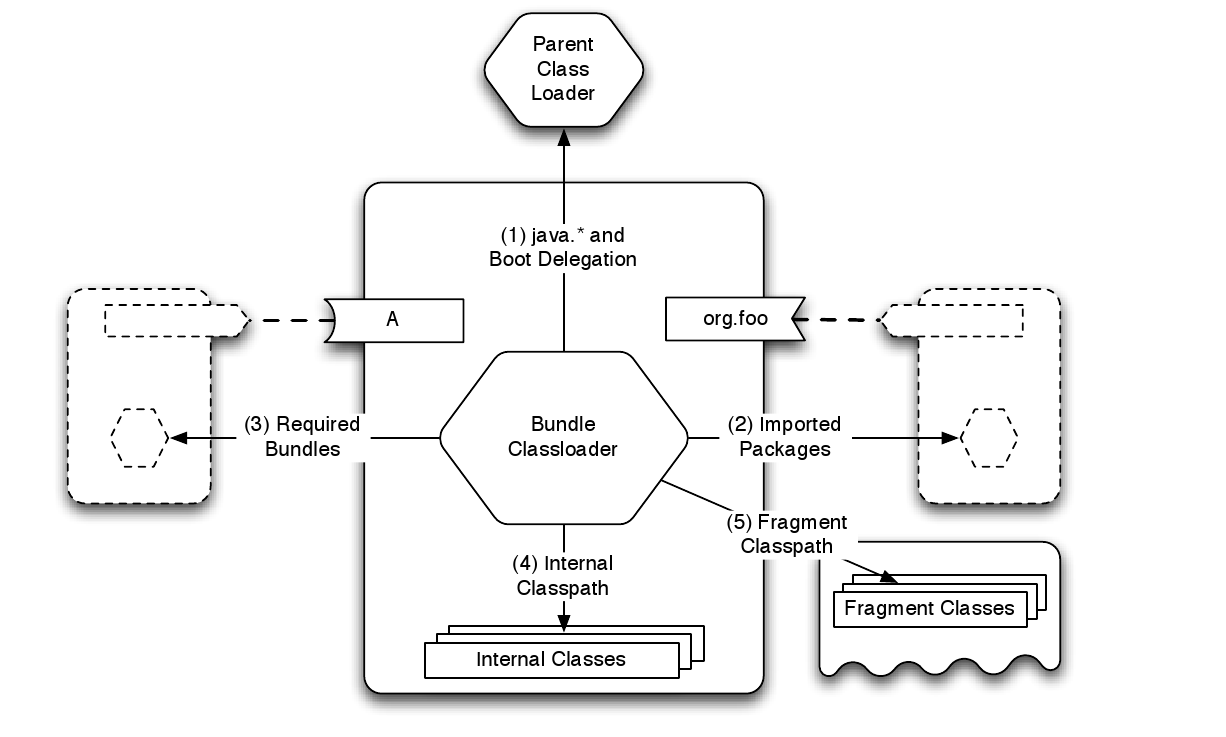 Parent
Class
Loader
(1) java.* and
Boot Delegation
A
org.foo
(3) Required
Bundles
Bundle
Classloader
(2) Imported
Packages
(5) Fragment
Classpath
(4) Internal
Classpath
Fragment Classes
Internal Classes